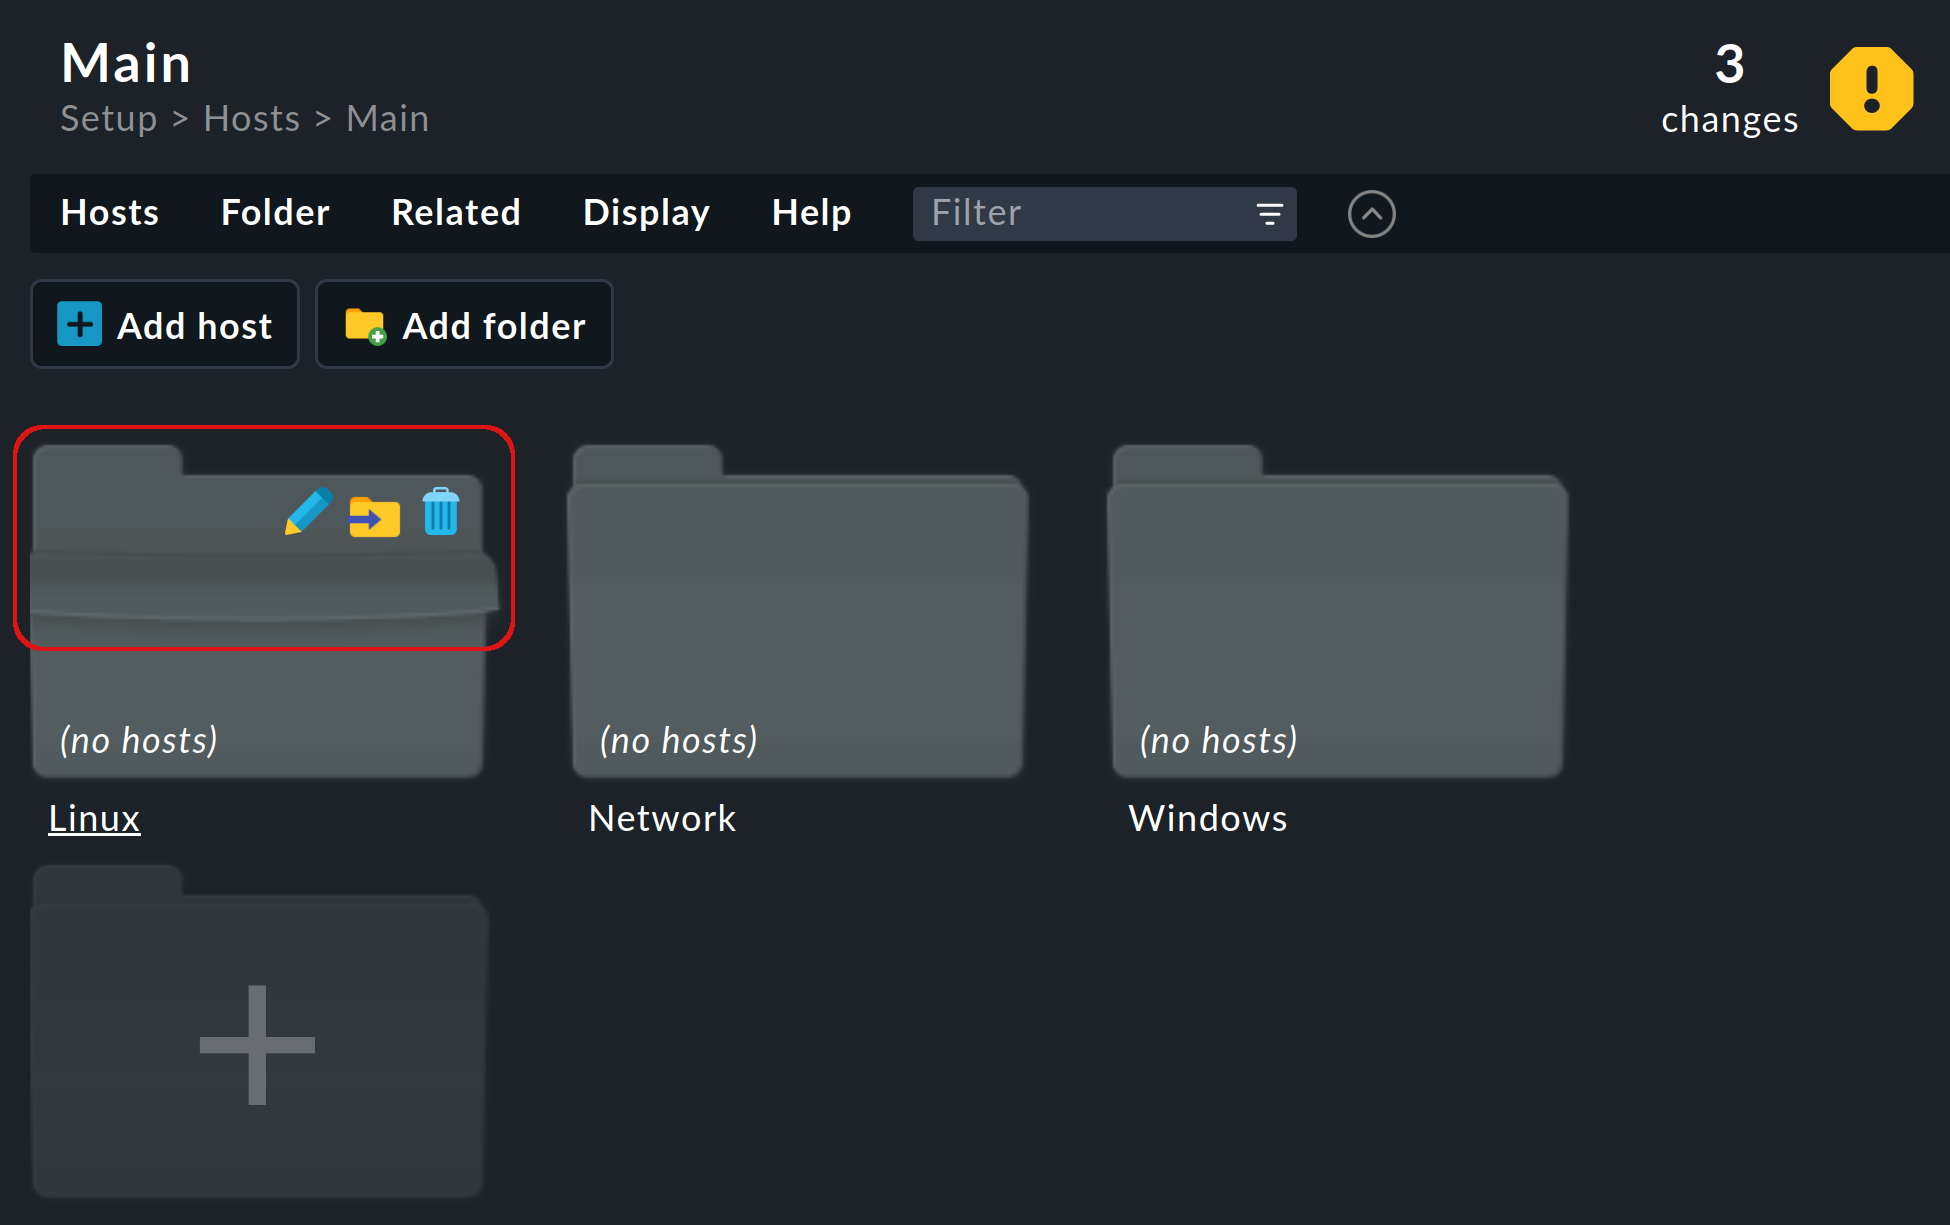 Main
Setup > Hosts > Main
3
changes
Hosts Folder Related Display Help Filter
Add host Add folder
(no hosts) (no hosts) (no hosts)
Linux Network Windows